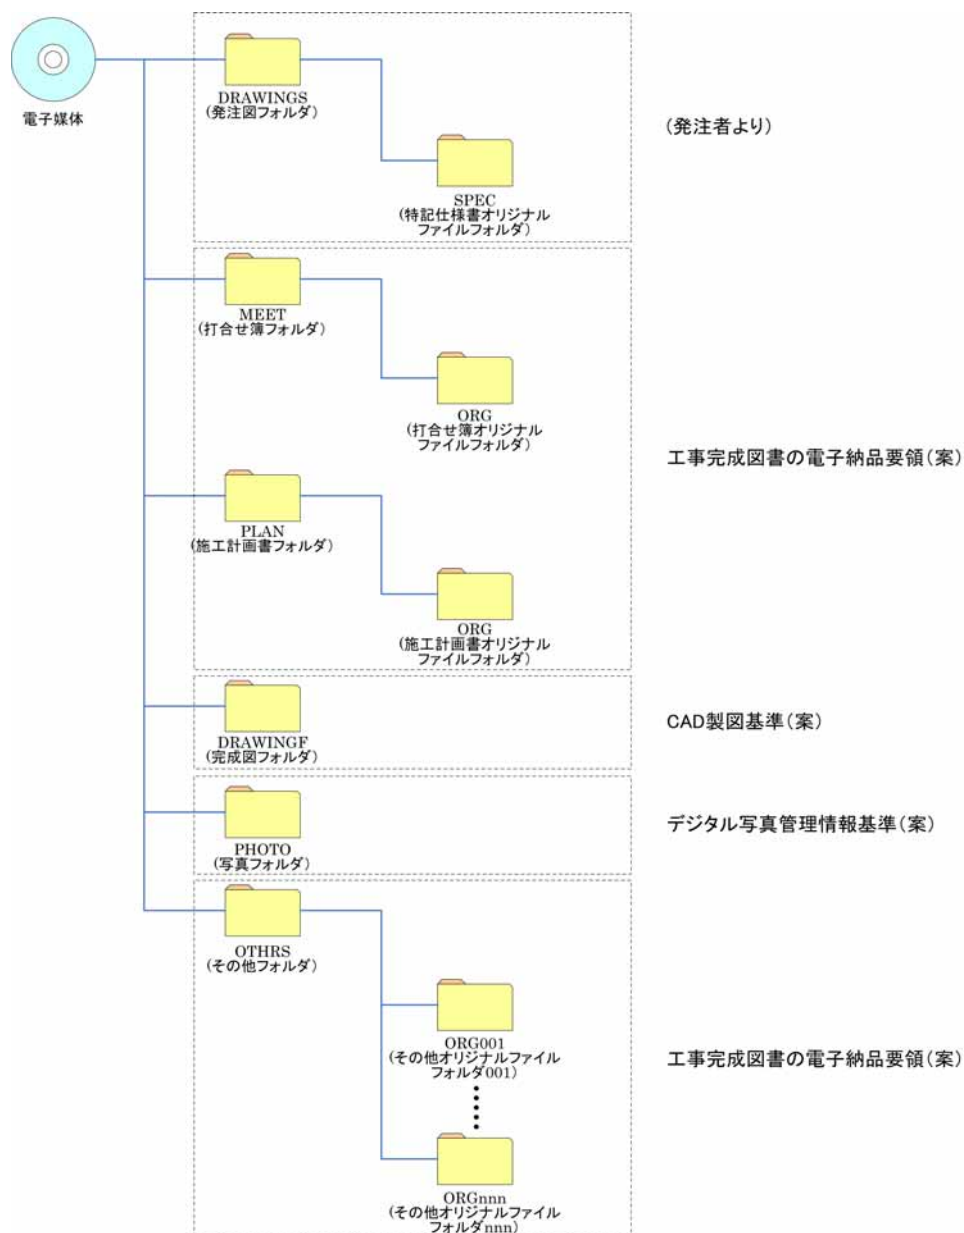 電子媒体
DRAWINGS
(発注図フォルダ)
SPEC
(特記仕様書オリジナル
ファイルフォルダ)
(発注者より)
MEET
(打合せ簿フォルダ)
ORG
(打合せ簿オリジナル
ファイルフォルダ)
PLAN
(施工計画書フォルダ)
ORG
(施工計画書オリジナル
ファイルフォルダ)
工事完成図書の電子納品要領(案)
DRAWINGF
(完成図フォルダ)
CAD製図基準(案)
PHOTO
(写真フォルダ)
デジタル写真管理情報基準(案)
OTHRS
(その他フォルダ)
ORG001
(その他オリジナルファイル
フォルダ001)
ORGnnn
(その他オリジナルファイル
フォルダnnn)
工事完成図書の電子納品要領(案)